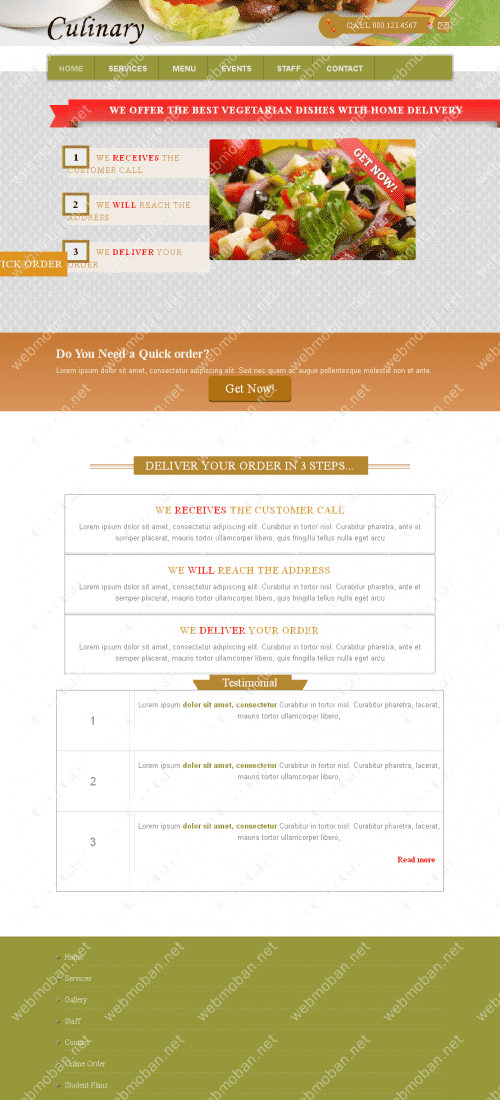 Culinary
CALL 000.123.4567
HOME SERVICES MENU EVENTS STAFF CONTACT
WE OFFER THE BEST VEGETARIAN DISHES WITH HOME DELIVERY
1 WE RECEIVES THE
CUSTOMER CALL
GET NOW!
2 WE WILL REACH THE
ADDRESS
3 WE DELIVER YOUR
ORDER
ICK ORDER
Do You Need a Quick order?
Lorem ipsum dolor sit amet, consectetur adipiscing elit. Sed nec quam ac augue pellentesque molestie non et ante.
Get Now!
DELIVER YOUR ORDER IN 3 STEPS...
WE RECEIVES THE CUSTOMER CALL
Lorem ipsum dolor sit amet, consectetur adipiscing elit. Curabitur in tortor nisl. Curabitur pharetra, ante et
semper placerat, mauris tortor ullamcorper libero, quis fringilla tellus nulla eget arcu
WE WILL REACH THE ADDRESS
Lorem ipsum dolor sit amet, consectetur adipiscing elit. Curabitur in tortor nisl. Curabitur pharetra, ante et
semper placerat, mauris tortor ullamcorper libero, quis fringilla tellus nulla eget arcu
WE DELIVER YOUR ORDER
Lorem ipsum dolor sit amet, consectetur adipiscing elit. Curabitur in tortor nisl. Curabitur pharetra, ante et
semper placerat, mauris tortor ullamcorper libero, quis fringilla tellus nulla eget arcu
Testimonial
1
Lorem ipsum dolor sit amet, consectetur Curabitur in tortor nisl. Curabitur pharetra, lacerat,
mauris tortor ullamcorper libero,
2
Lorem ipsum dolor sit amet, consectetur Curabitur in tortor nisl. Curabitur pharetra, lacerat,
mauris tortor ullamcorper libero,
3
Lorem ipsum dolor sit amet, consectetur Curabitur in tortor nisl. Curabitur pharetra, lacerat,
mauris tortor ullamcorper libero,
Read more
Home
Services
Gallery
Staff
Contact
Online Order
Student Plans
webmoban.net